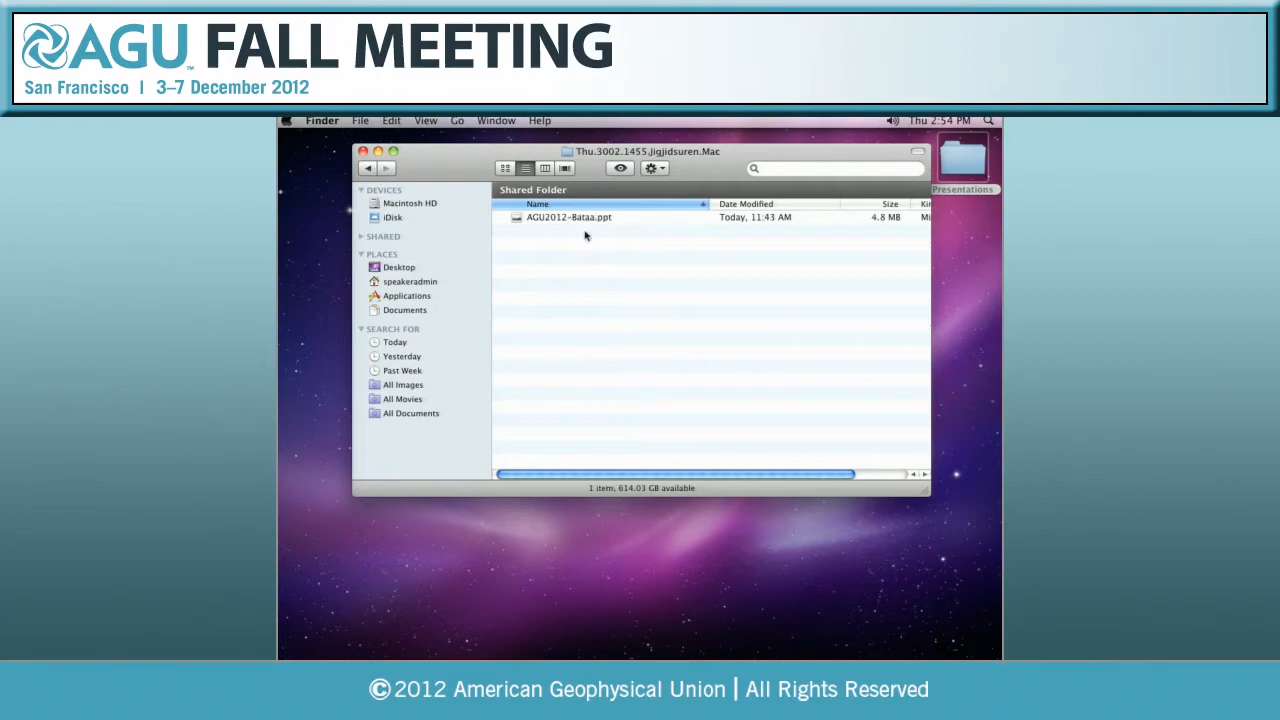 AGU™ FALL MEETING
San Francisco | 3–7 December 2012
Finder File Edit View Go Window Help Thu 2:54 PM
Thu.3002.1455.Jigjidsuren.Mac
Presentations
Shared Folder
Name Date Modified Size Kin
AGU2012-Bataa.ppt Today, 11:43 AM 4.8 MB Mi
DEVICES
Macintosh HD
iDisk
SHARED
PLACES
Desktop
speakeradmin
Applications
Documents
SEARCH FOR
Today
Yesterday
Past Week
All Images
All Movies
All Documents
1 item, 614.03 GB available
©2012 American Geophysical Union | All Rights Reserved